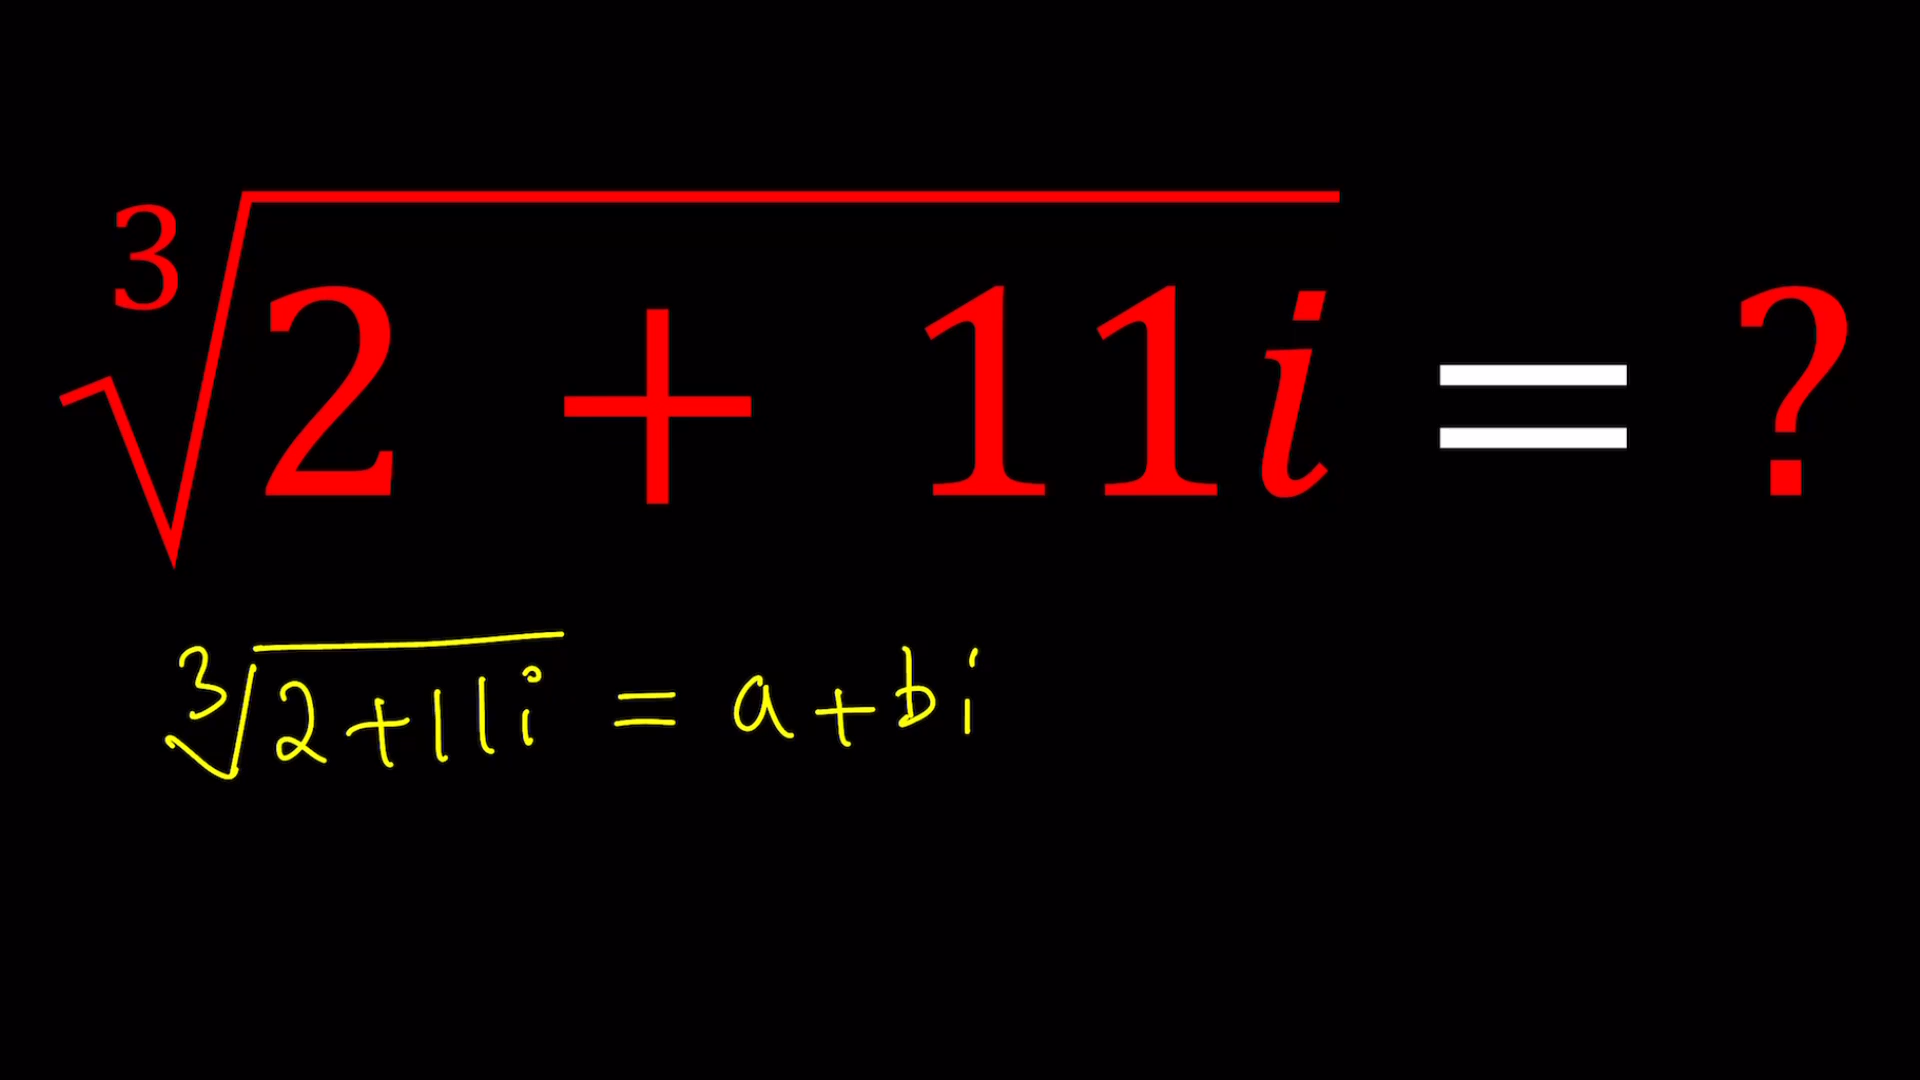 ∛(2 + 11i) = ?
∛(2+11i) = a+bi